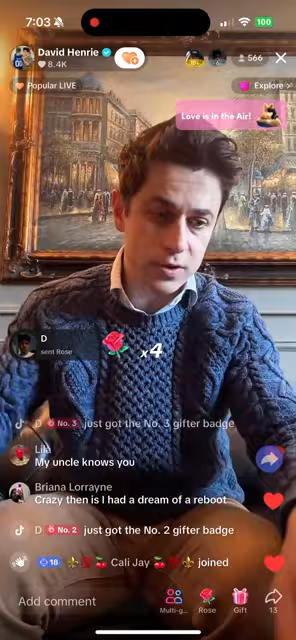 7:03
100
David Henrie
8.4K
566
Popular LIVE
Explore
Love is in the Air!
D
sent Rose
x4
D No. 3 just got the No. 3 gifter badge
Lila
My uncle knows you
Briana Lorrayne
Crazy then is I had a dream of a reboot
D No. 2 just got the No. 2 gifter badge
18 Cali Jay joined
Add comment
Multi-g...
Rose
Gift
13